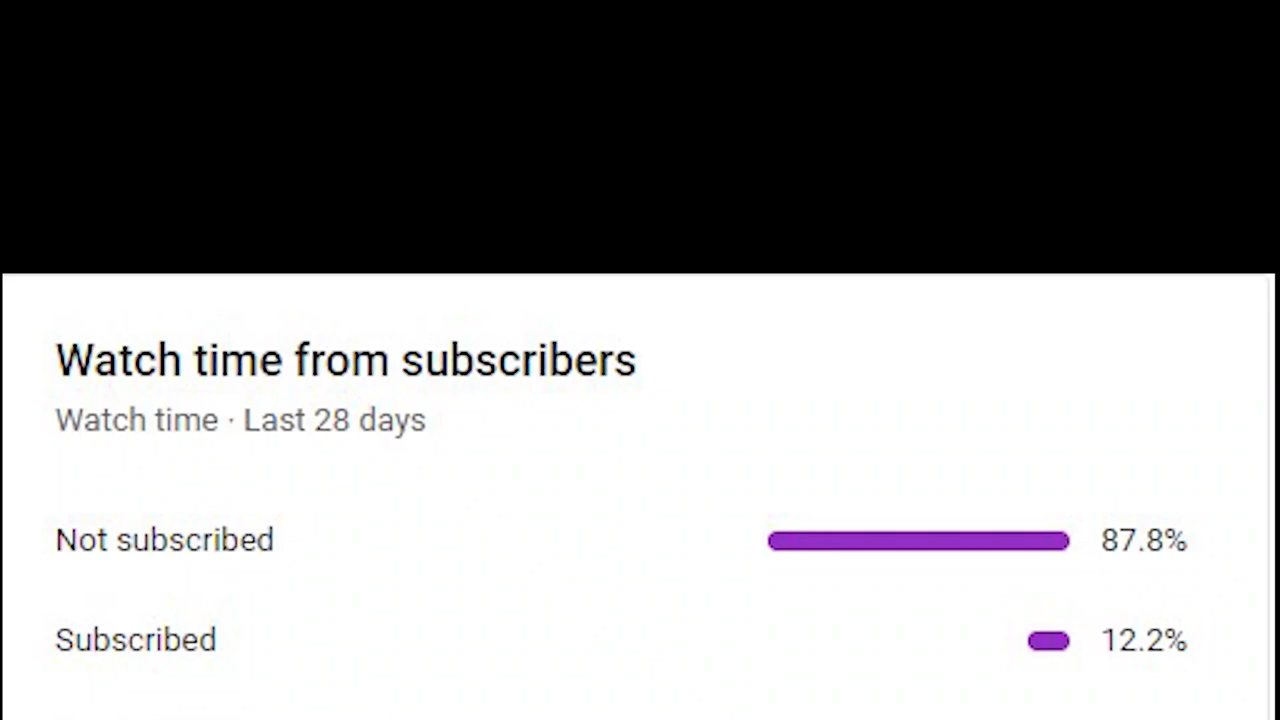 Watch time from subscribers
Watch time · Last 28 days
Not subscribed 87.8%
Subscribed 12.2%